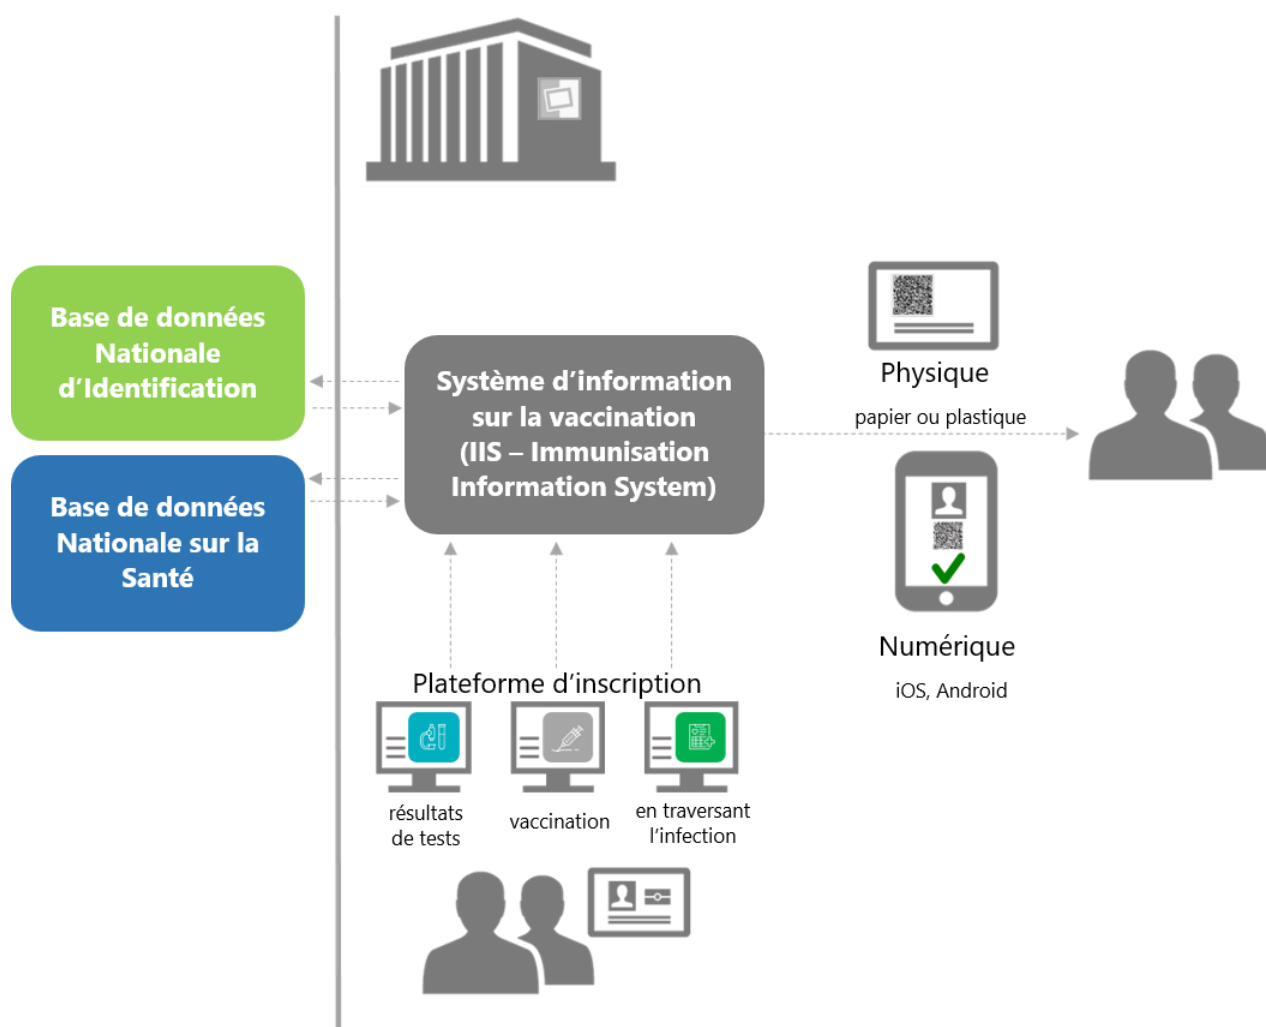 Base de données
Nationale
d’Identification
Base de données
Nationale sur la
Santé
Système d’information
sur la vaccination
(IIS – Immunisation
Information System)
Physique
papier ou plastique
Numérique
iOS, Android
Plateforme d’inscription
résultats
de tests
vaccination
en traversant
l’infection